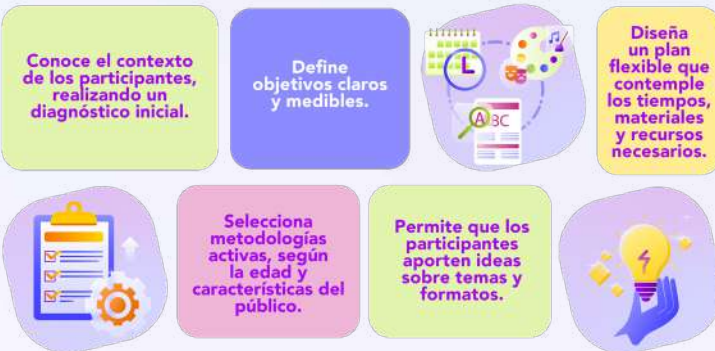 Conoce el contexto
de los participantes,
realizando un
diagnóstico inicial.
Define
objetivos claros
y medibles.
L
A BC
Diseña
un plan
flexible que
contemple
los tiempos,
materiales
y recursos
necesarios.
Selecciona
metodologías
activas, según
la edad y
características del
público.
Permite que los
participantes
aporten ideas
sobre temas y
formatos.